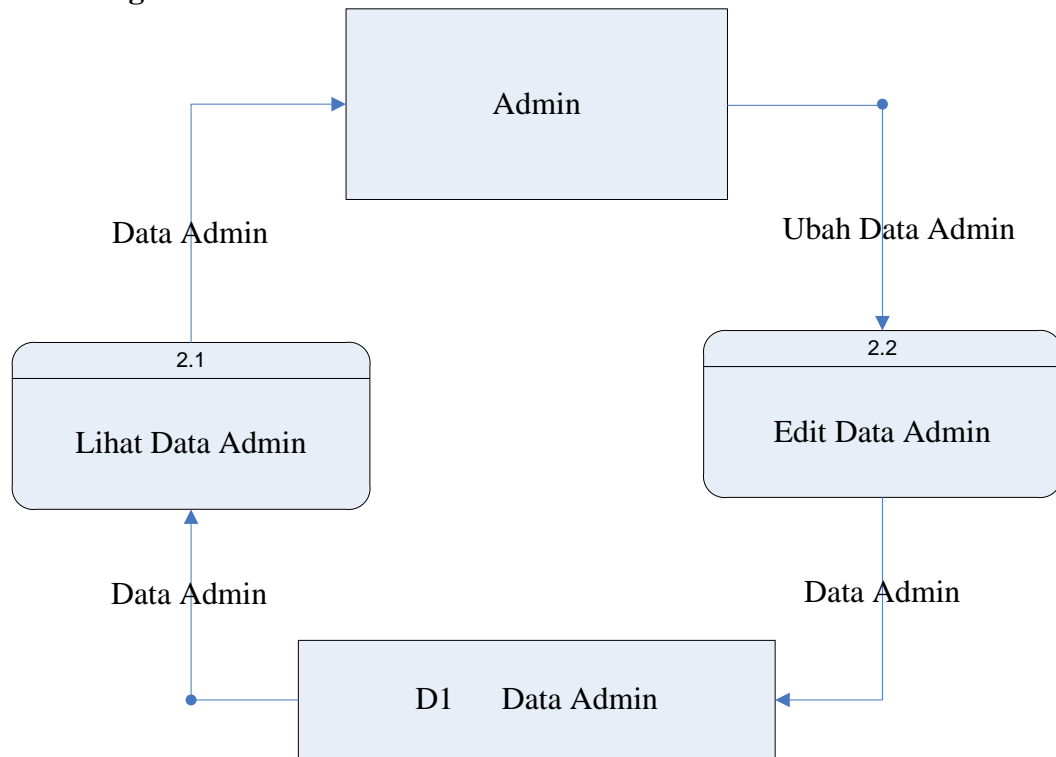 Admin
Data Admin
Ubah Data Admin
2.1
Lihat Data Admin
2.2
Edit Data Admin
Data Admin
Data Admin
D1 Data Admin